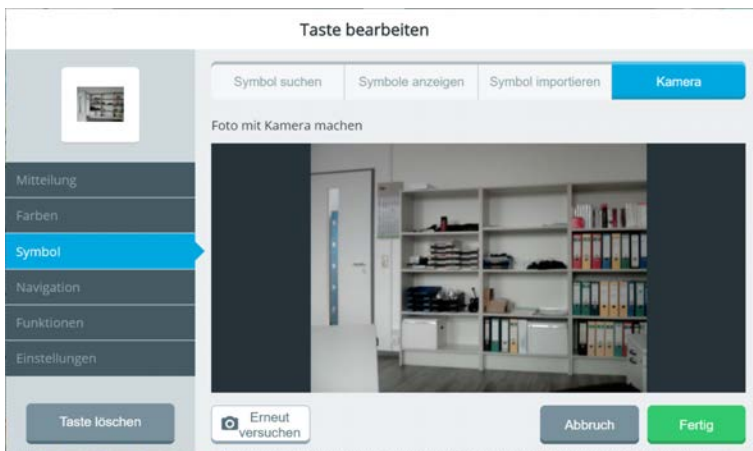 Taste bearbeiten
Symbol suchen
Symbole anzeigen
Symbol importieren
Kamera
Foto mit Kamera machen
Mitteilung
Farben
Symbol
Navigation
Funktionen
Einstellungen
Taste löschen
Erneut
versuchen
Abbruch
Fertig